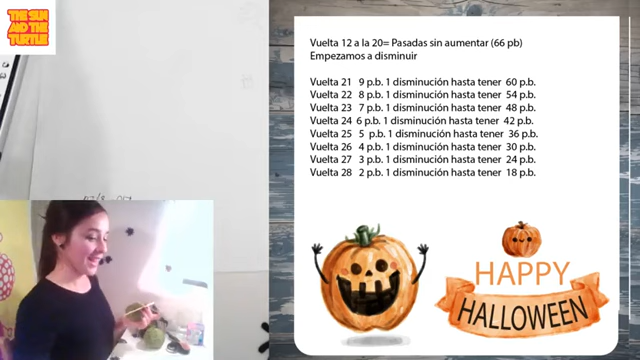 THE SUN
AND THE
TURTLE
Vuelta 12 a la 20= Pasadas sin aumentar (66 pb)
Empezamos a disminuir
Vuelta 21 9 p.b. 1 disminución hasta tener 60 p.b.
Vuelta 22 8 p.b. 1 disminución hasta tener 54 p.b.
Vuelta 23 7 p.b. 1 disminución hasta tener 48 p.b.
Vuelta 24 6 p.b. 1 disminución hasta tener 42 p.b.
Vuelta 25 5 p.b. 1 disminución hasta tener 36 p.b.
Vuelta 26 4 p.b. 1 disminución hasta tener 30 p.b.
Vuelta 27 3 p.b. 1 disminución hasta tener 24 p.b.
Vuelta 28 2 p.b. 1 disminución hasta tener 18 p.b.
HAPPY
HALLOWEEN